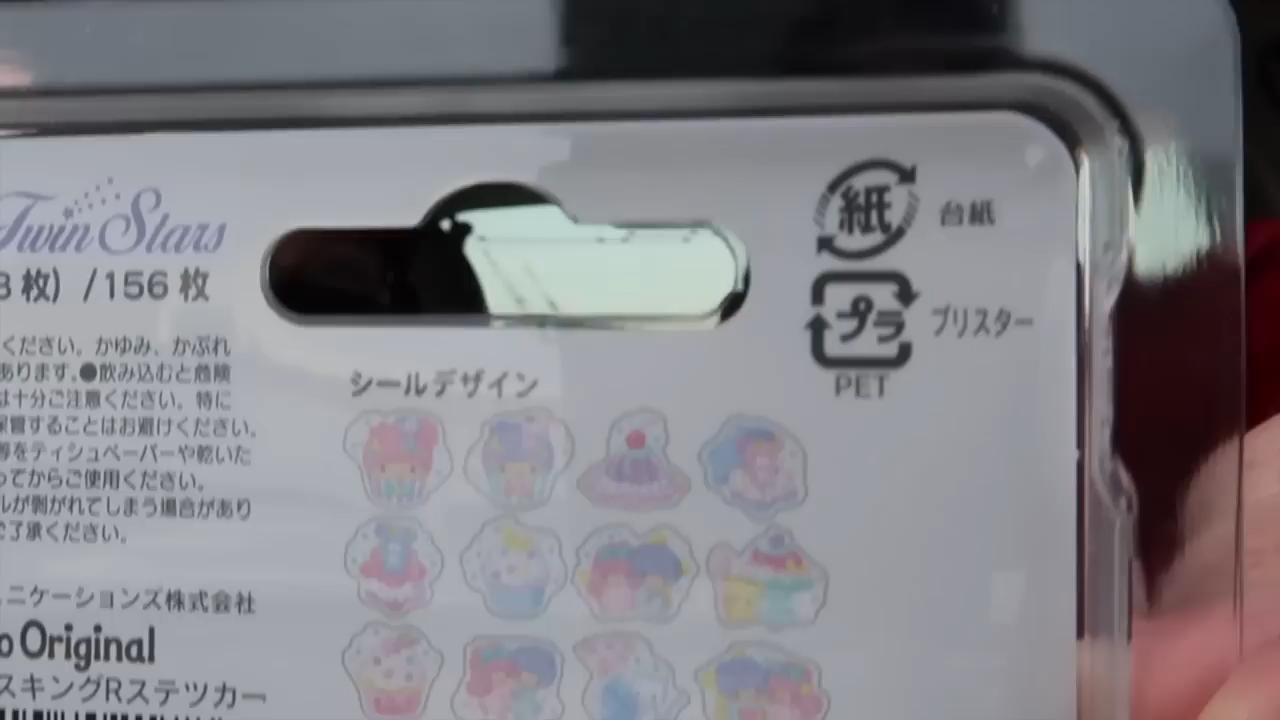 Twin Stars
枚) /156 枚
ください。かゆみ、かぶれ
あります。●飲み込むと危険
は十分ご注意ください。特に
保管することはお避けください。
等をティシュペーパーや乾いた
ってからご使用ください。
ルが剥がれてしまう場合があり
ご了承ください。
ニケーションズ株式会社
o Original
スキングRステツカー
紙 台紙
プラ ブリスター
PET
シールデザイン